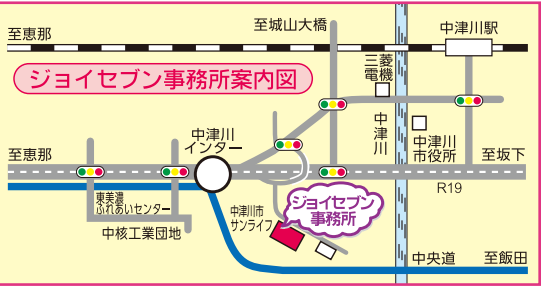 至恵那
至城山大橋
中津川駅
ジョイセブン事務所案内図
三菱
電機
中津川
中津川
市役所
中津川
インター
至恵那
至坂下
R19
東美濃
ふれあいセンター
中核工業団地
中津川市
サンライフ
ジョイセブン
事務所
中央道
至飯田